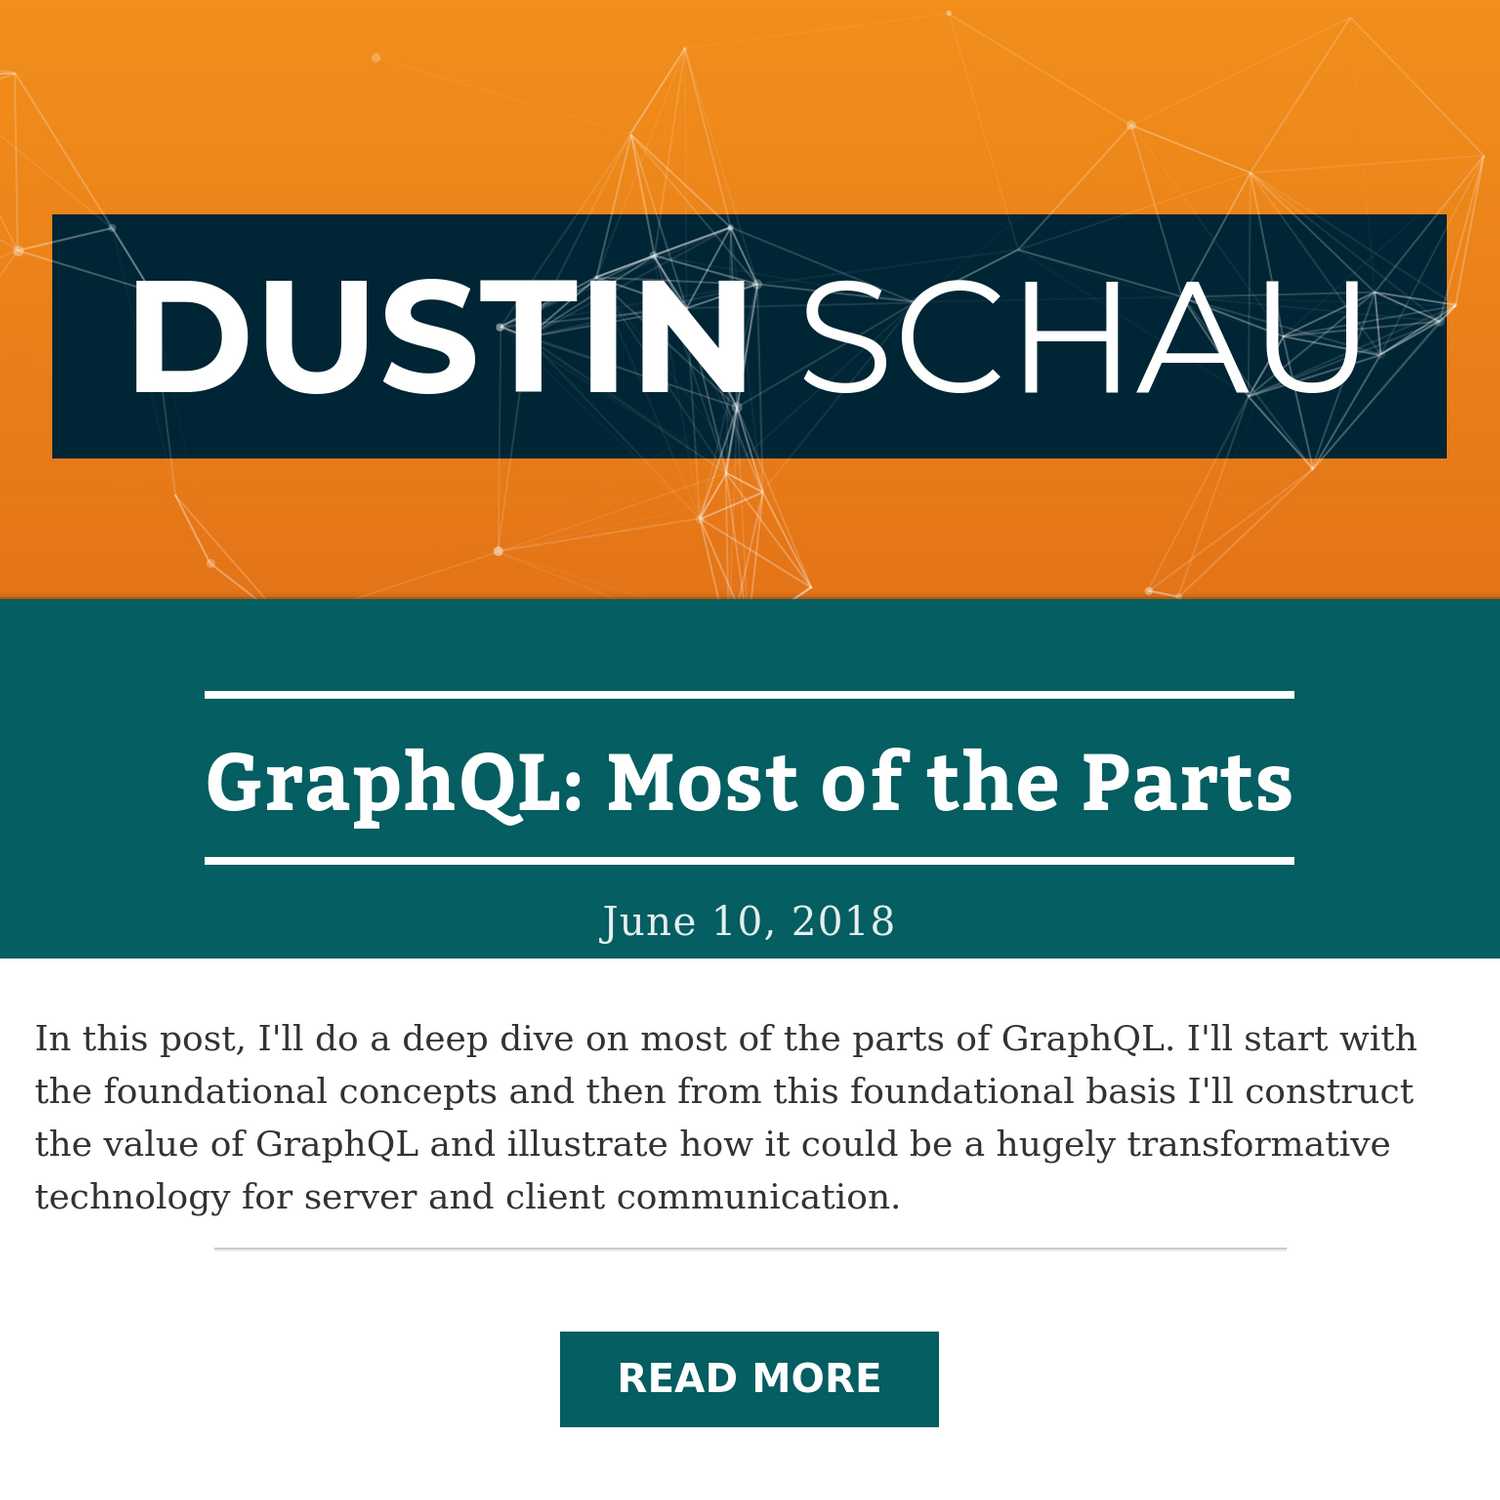 DUSTIN SCHAU
GraphQL: Most of the Parts
June 10, 2018
In this post, I'll do a deep dive on most of the parts of GraphQL. I'll start with
the foundational concepts and then from this foundational basis I'll construct
the value of GraphQL and illustrate how it could be a hugely transformative
technology for server and client communication.
READ MORE